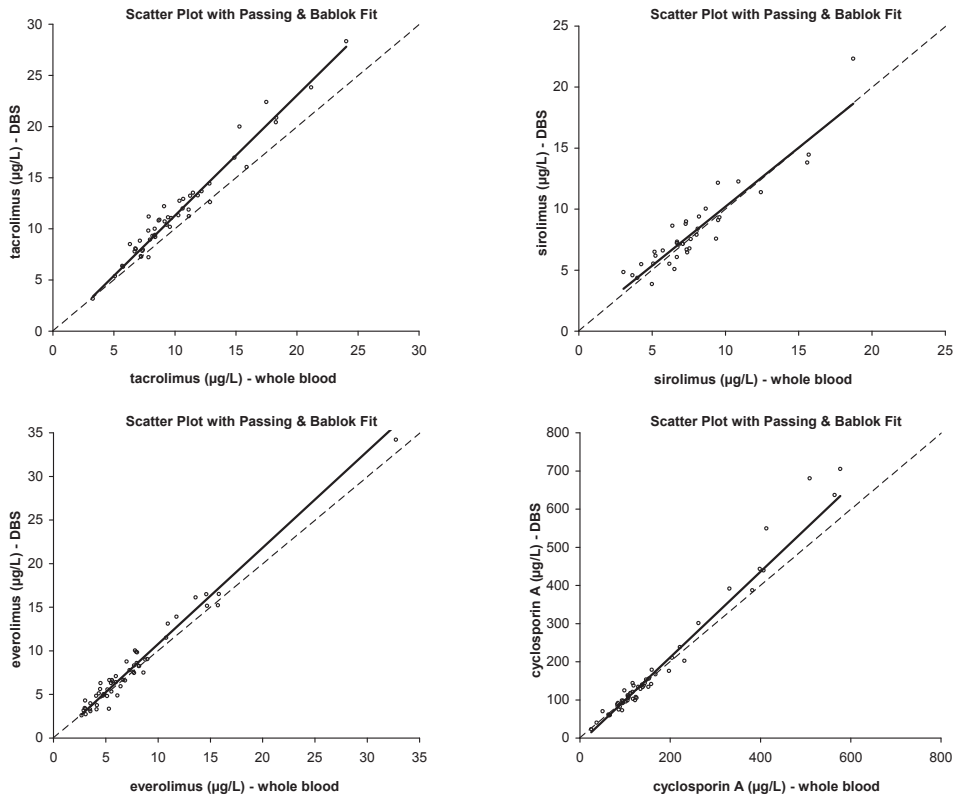 Scatter Plot with Passing & Bablok Fit
30
25
20
15
10
5
0
0 5 10 15 20 25 30
tacrolimus (µg/L) - DBS
tacrolimus (µg/L) - whole blood
Scatter Plot with Passing & Bablok Fit
25
20
15
10
5
0
0 5 10 15 20 25
sirolimus (µg/L) - DBS
sirolimus (µg/L) - whole blood
Scatter Plot with Passing & Bablok Fit
35
30
25
20
15
10
5
0
0 5 10 15 20 25 30 35
everolimus (µg/L) - DBS
everolimus (µg/L) - whole blood
Scatter Plot with Passing & Bablok Fit
800
700
600
500
400
300
200
100
0
0 200 400 600 800
cyclosporin A (µg/L) - DBS
cyclosporin A (µg/L) - whole blood